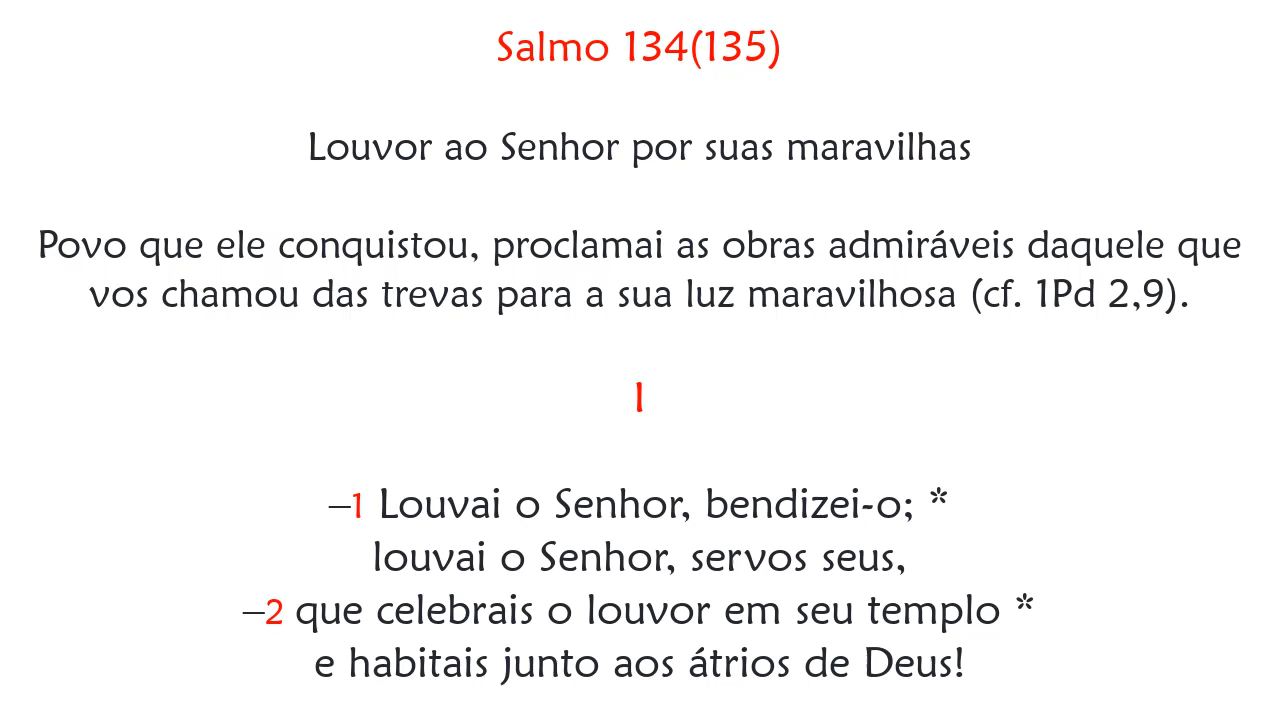 Salmo 134(135)
Louvor ao Senhor por suas maravilhas
Povo que ele conquistou, proclamai as obras admiráveis daquele que
vos chamou das trevas para a sua luz maravilhosa (cf. 1Pd 2,9).
I
–1 Louvai o Senhor, bendizei-o; *
louvai o Senhor, servos seus,
–2 que celebrais o louvor em seu templo *
e habitais junto aos átrios de Deus!